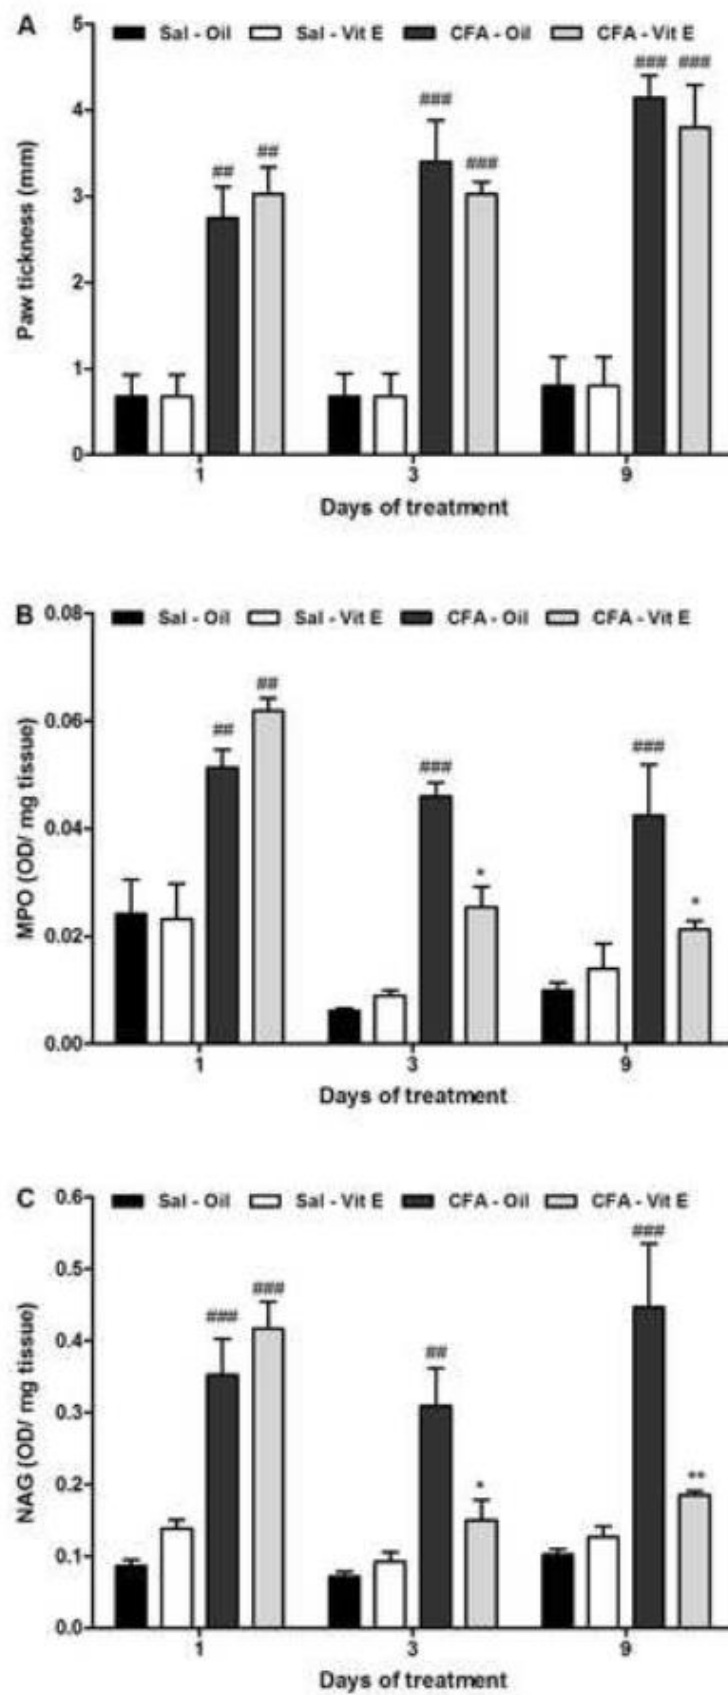 A
Sal - Oil Sal - Vit E CFA - Oil CFA - Vit E
5
4
3
2
1
0
Paw tickness (mm)
## ## ### ### ### ###
1 3 9
Days of treatment
B
Sal - Oil Sal - Vit E CFA - Oil CFA - Vit E
0.08
0.06
0.04
0.02
0.00
MPO (OD/ mg tissue)
## ## ### * ### *
1 3 9
Days of treatment
C
Sal - Oil Sal - Vit E CFA - Oil CFA - Vit E
0.6
0.5
0.4
0.3
0.2
0.1
0.0
NAG (OD/ mg tissue)
### ### ## * ### **
1 3 9
Days of treatment